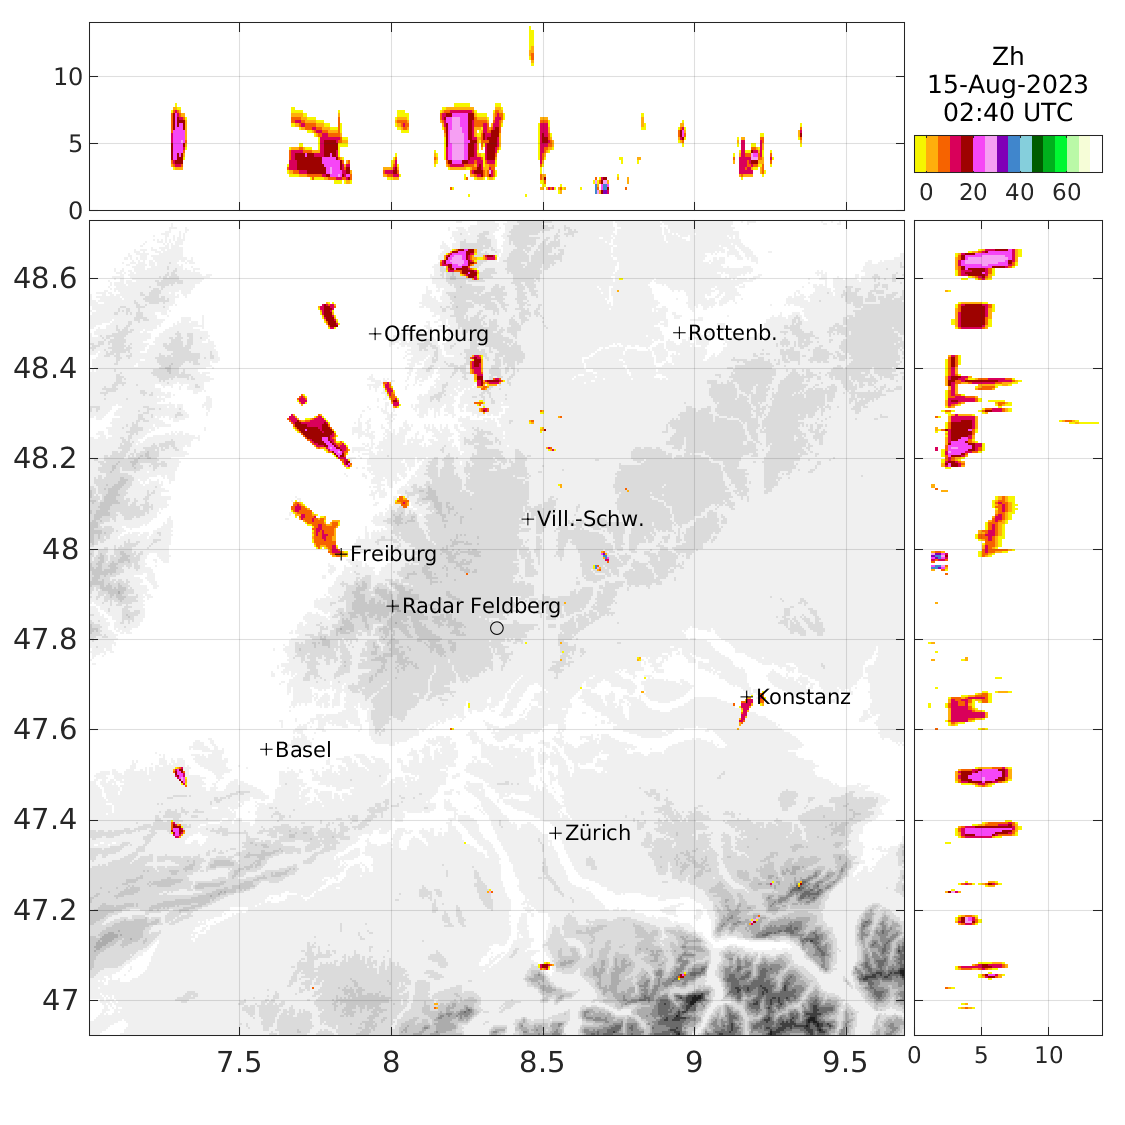 Zh
15-Aug-2023
02:40 UTC
0 20 40 60
10
5
0
48.6
48.4
48.2
48
47.8
47.6
47.4
47.2
47
Offenburg
Rottenb.
Vill.-Schw.
Freiburg
Radar Feldberg
Konstanz
Basel
Zürich
7.5 8 8.5 9 9.5
0 5 10